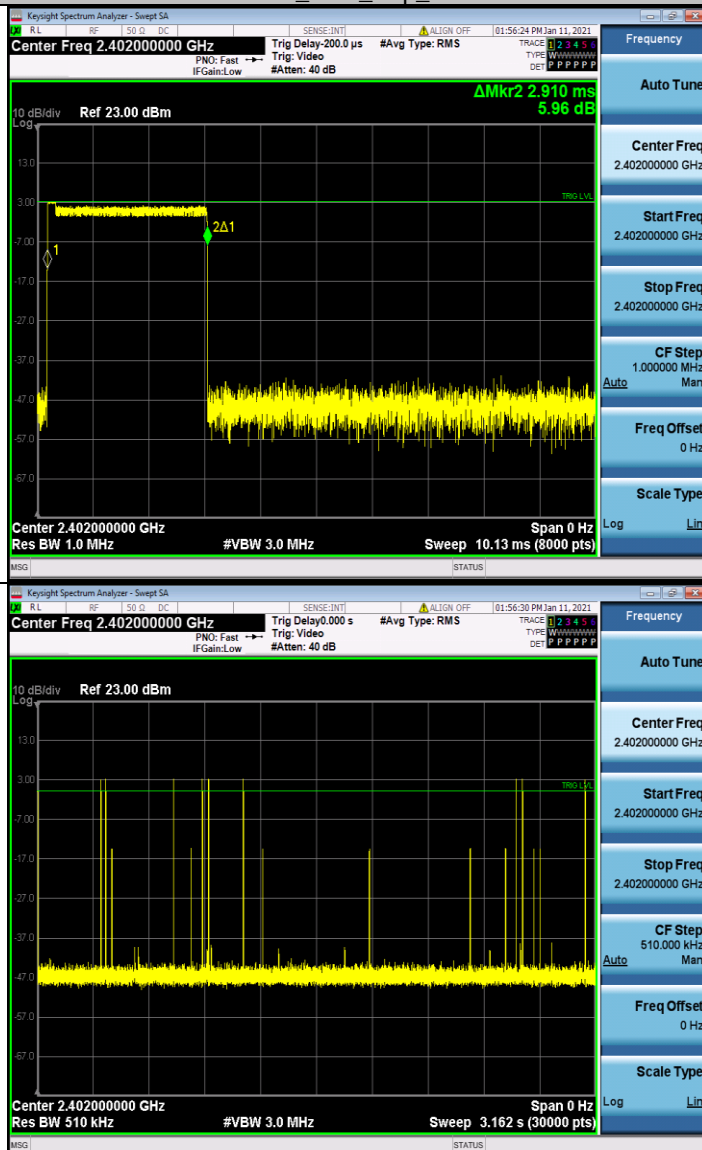 Keysight Spectrum Analyzer - Swept SA
RL RF 50 Ω DC SENSE:INT ALIGN OFF 01:56:24 PM Jan 11, 2021
Center Freq 2.402000000 GHz
PNO: Fast
IFGain:Low
Trig Delay-200.0 µs
Trig: Video
#Atten: 40 dB
#Avg Type: RMS
TRACE 1 2 3 4 5 6
TYPE
DET P P P P P P
ΔMkr2 2.910 ms
5.96 dB
10 dB/div Ref 23.00 dBm
Log
13.0
3.00
TRIG LVL
-7.00
2Δ1
1
-17.0
-27.0
-37.0
-47.0
-57.0
-67.0
Center 2.402000000 GHz Span 0 Hz
Res BW 1.0 MHz #VBW 3.0 MHz Sweep 10.13 ms (8000 pts)
MSG STATUS
Frequency
Auto Tune
Center Freq
2.402000000 GHz
Start Freq
2.402000000 GHz
Stop Freq
2.402000000 GHz
CF Step
1.000000 MHz
Auto Man
Freq Offset
0 Hz
Scale Type
Log Lin
Keysight Spectrum Analyzer - Swept SA
RL RF 50 Ω DC SENSE:INT ALIGN OFF 01:56:30 PM Jan 11, 2021
Center Freq 2.402000000 GHz
PNO: Fast
IFGain:Low
Trig Delay0.000 s
Trig: Video
#Atten: 40 dB
#Avg Type: RMS
TRACE 1 2 3 4 5 6
TYPE
DET P P P P P P
10 dB/div Ref 23.00 dBm
Log
13.0
3.00
TRIG LVL
-7.00
-17.0
-27.0
-37.0
-47.0
-57.0
-67.0
Center 2.402000000 GHz Span 0 Hz
Res BW 510 kHz #VBW 3.0 MHz Sweep 3.162 s (30000 pts)
MSG STATUS
Frequency
Auto Tune
Center Freq
2.402000000 GHz
Start Freq
2.402000000 GHz
Stop Freq
2.402000000 GHz
CF Step
510.000 kHz
Auto Man
Freq Offset
0 Hz
Scale Type
Log Lin